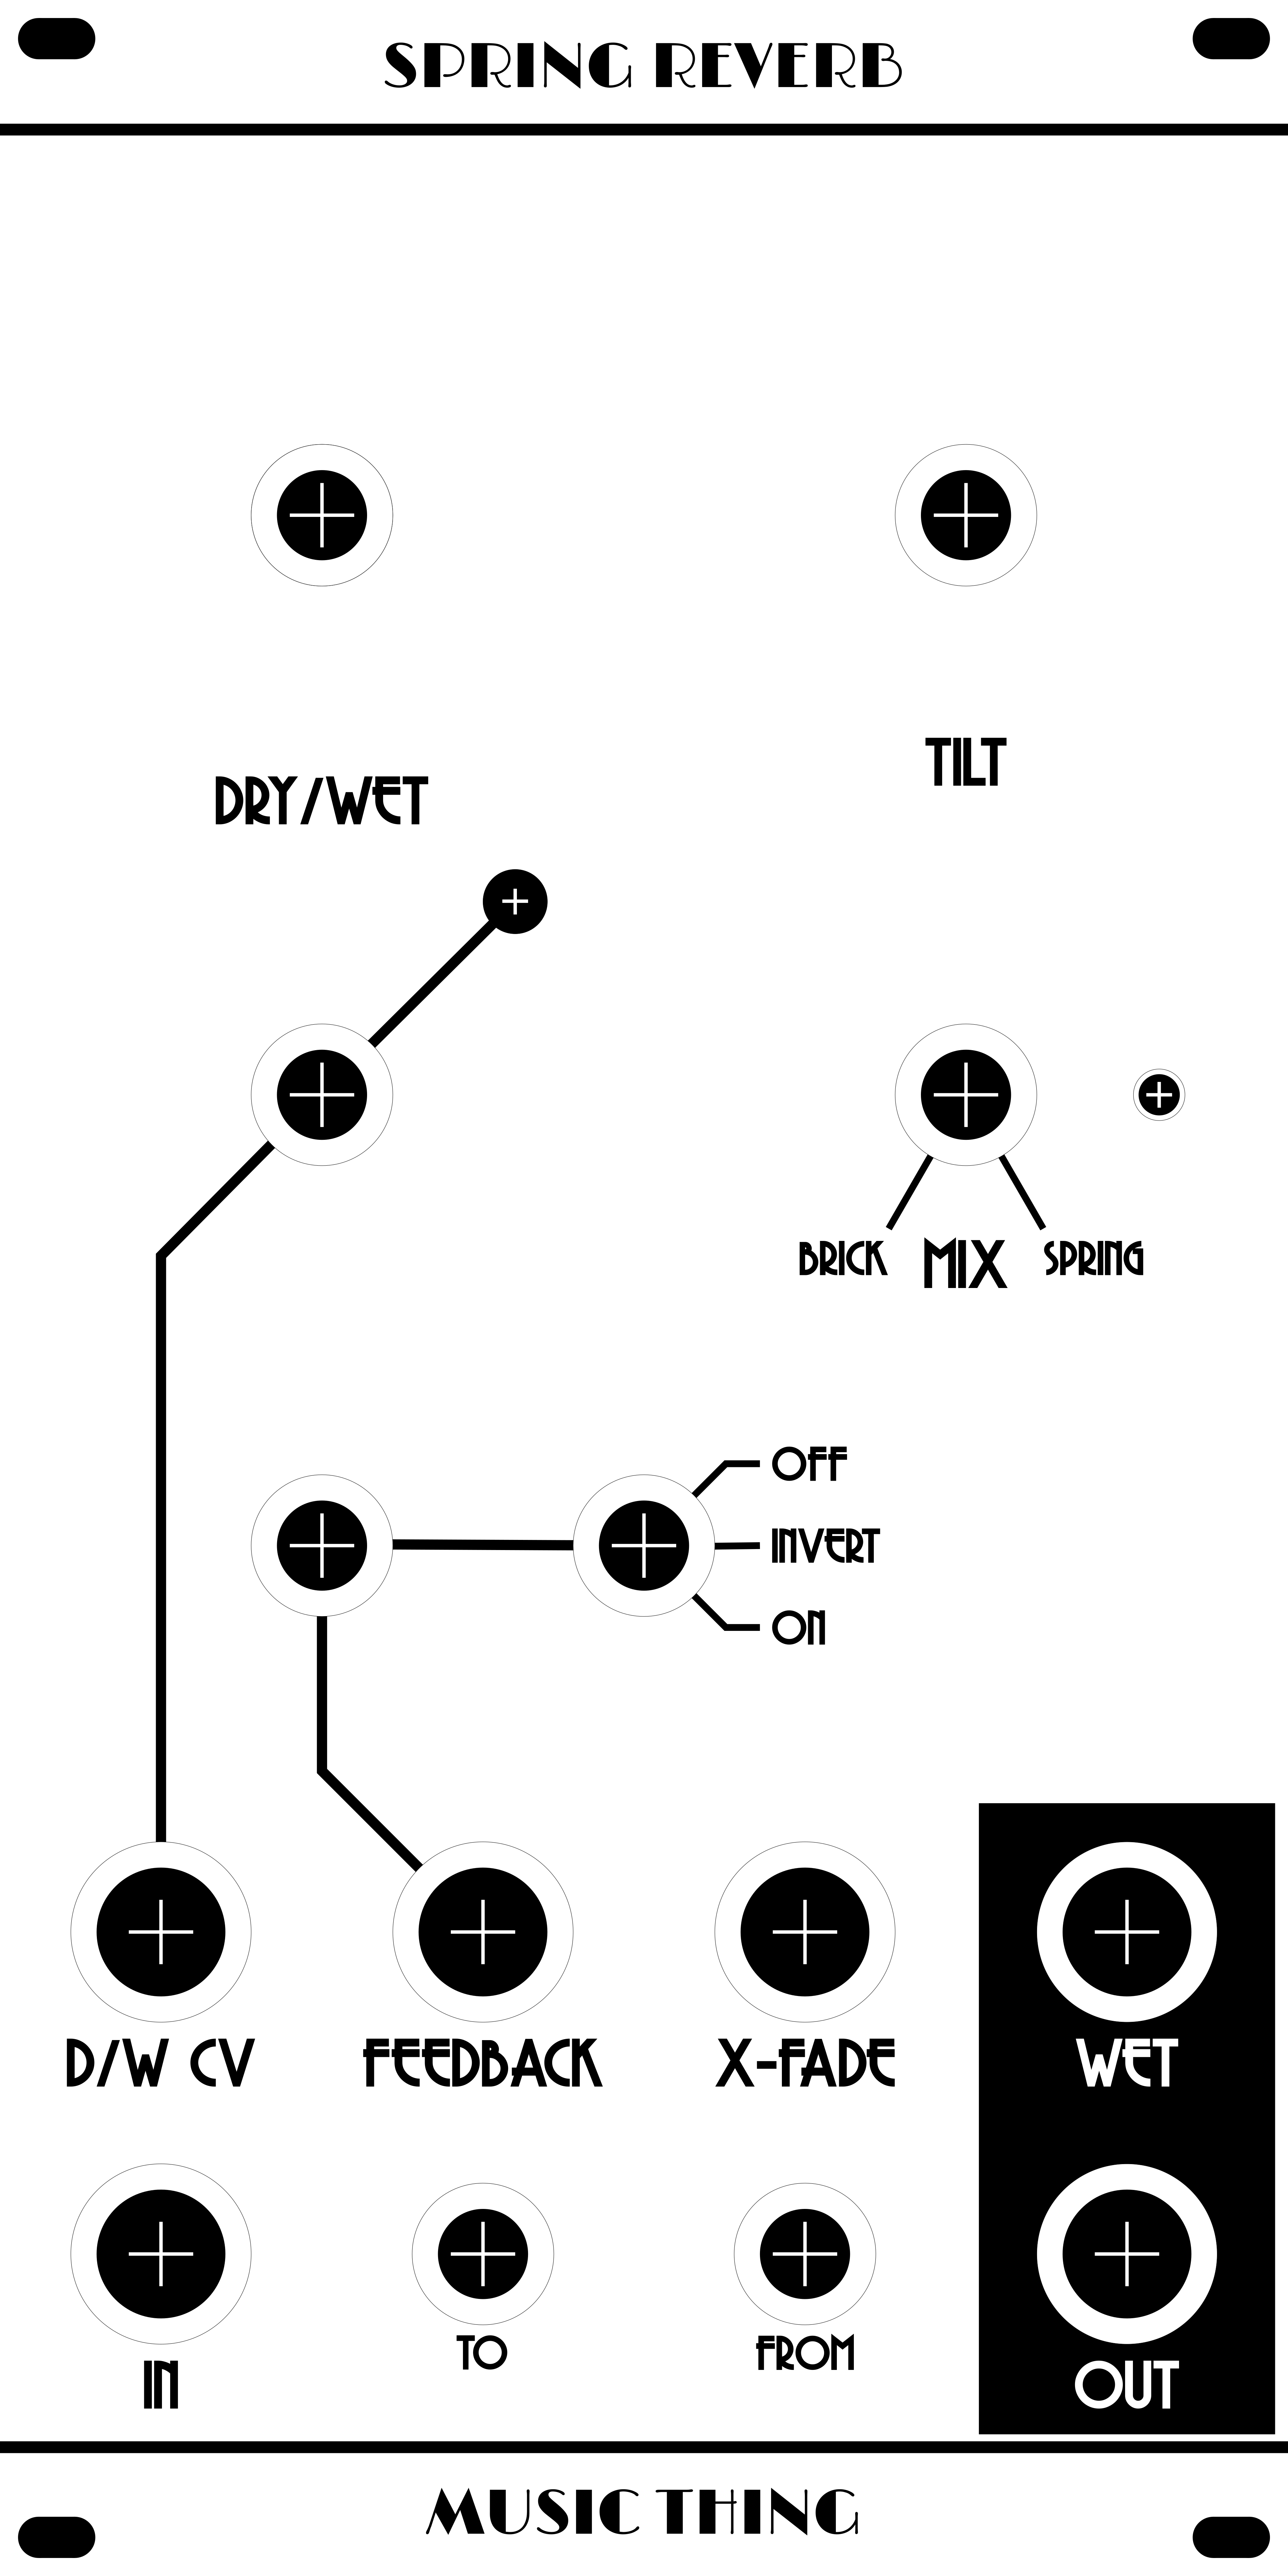 SPRING REVERB
TILT
DRY/WET
BRICK MIX SPRING
OFF
INVERT
ON
D/W CV FEEDBACK X-FADE WET
TO FROM
IN OUT
MUSIC THING